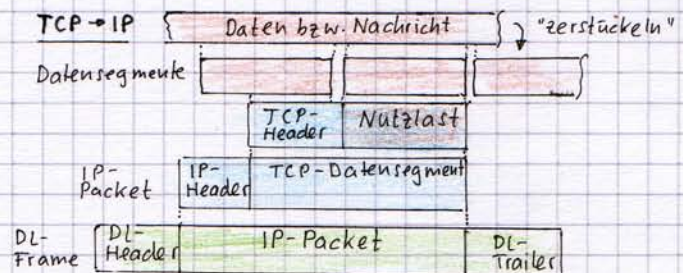 TCP → IP
Daten bzw. Nachricht
"zerstückeln"
Datensegmente
TCP-
Header
Nutzlast
IP-
Packet
IP-
Header
TCP-Datensegment
DL-
Frame
DL-
Header
IP-Packet
DL-
Trailer